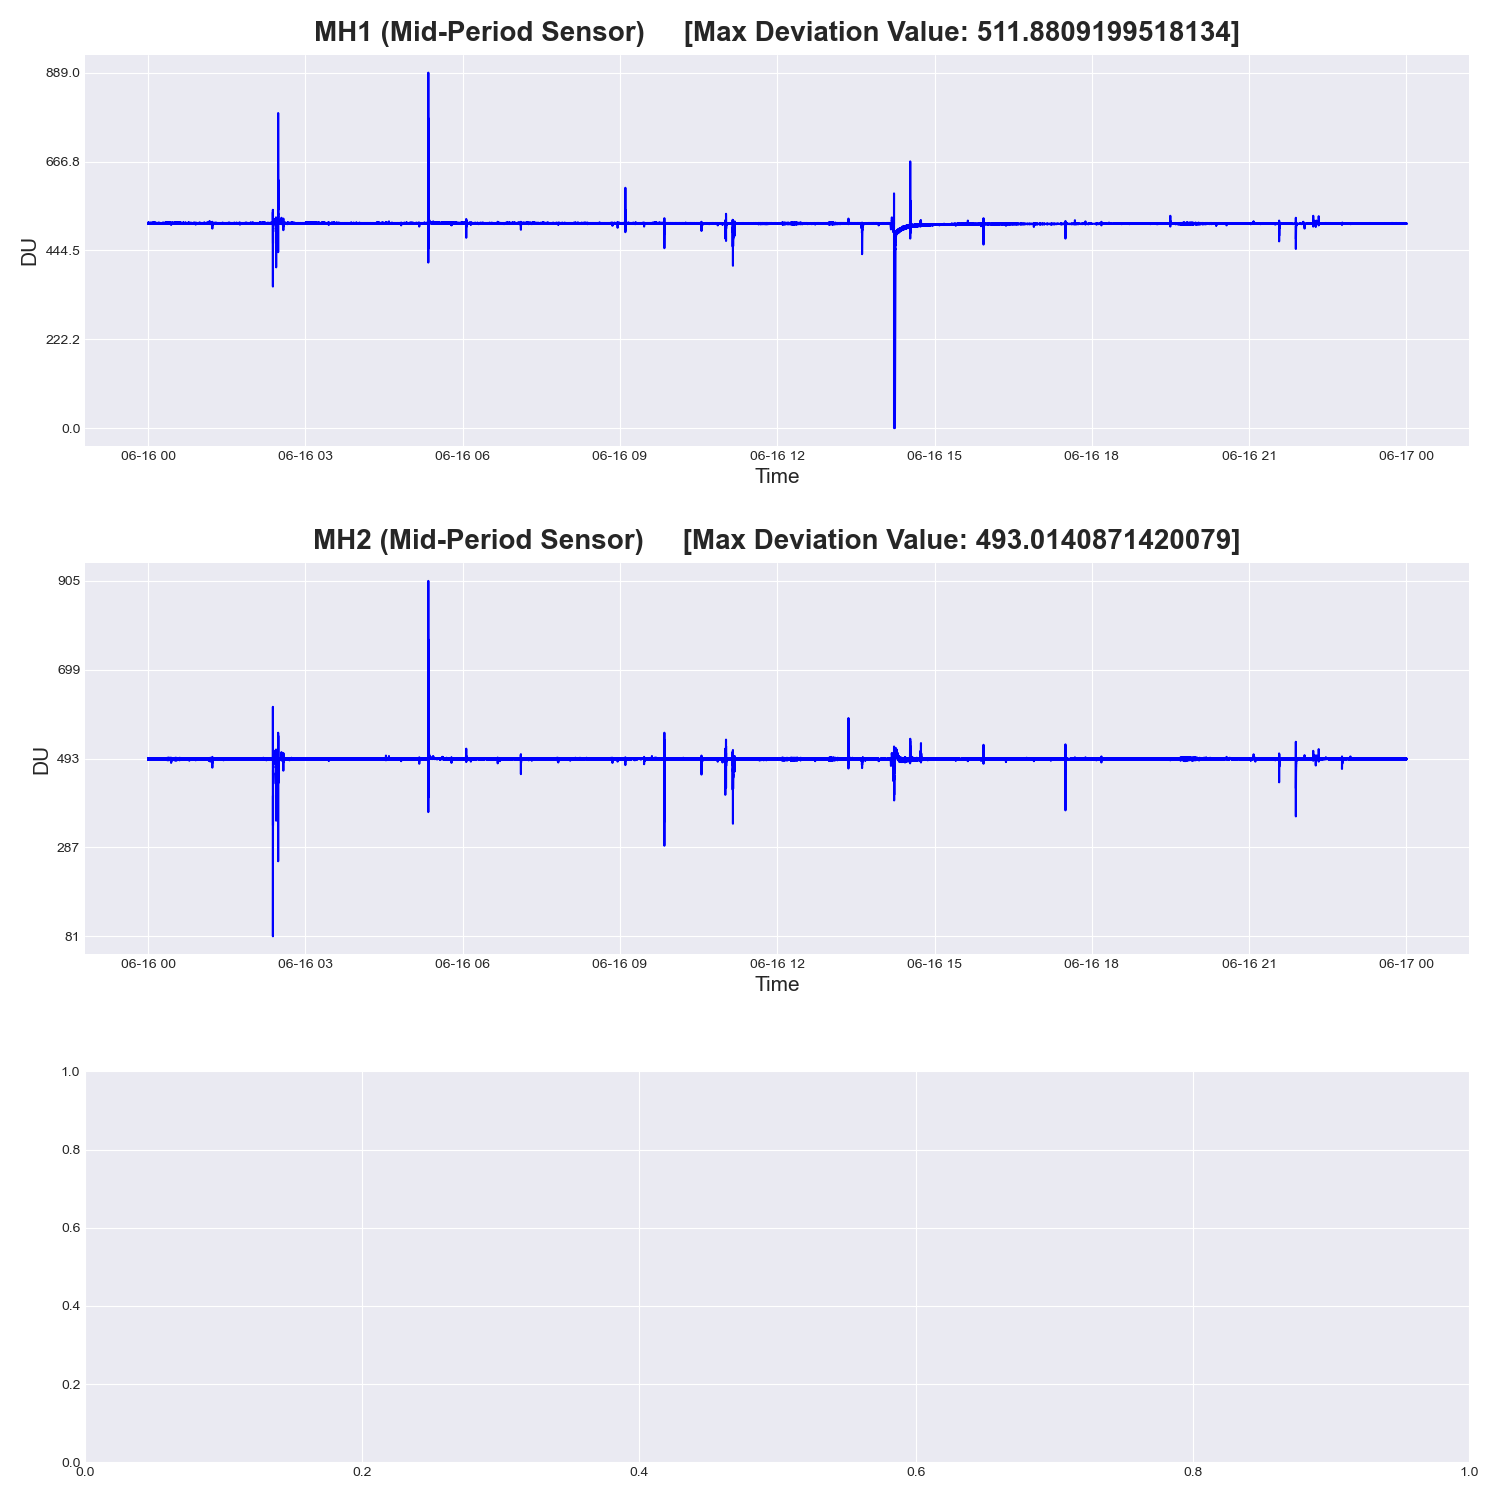 MH1 (Mid-Period Sensor) [Max Deviation Value: 511.8809199518134]
889.0
666.8
444.5
222.2
0.0
DU
06-16 00 06-16 03 06-16 06 06-16 09 06-16 12 06-16 15 06-16 18 06-16 21 06-17 00
Time
MH2 (Mid-Period Sensor) [Max Deviation Value: 493.0140871420079]
905
699
493
287
81
DU
06-16 00 06-16 03 06-16 06 06-16 09 06-16 12 06-16 15 06-16 18 06-16 21 06-17 00
Time
1.0
0.8
0.6
0.4
0.2
0.0
0.0 0.2 0.4 0.6 0.8 1.0